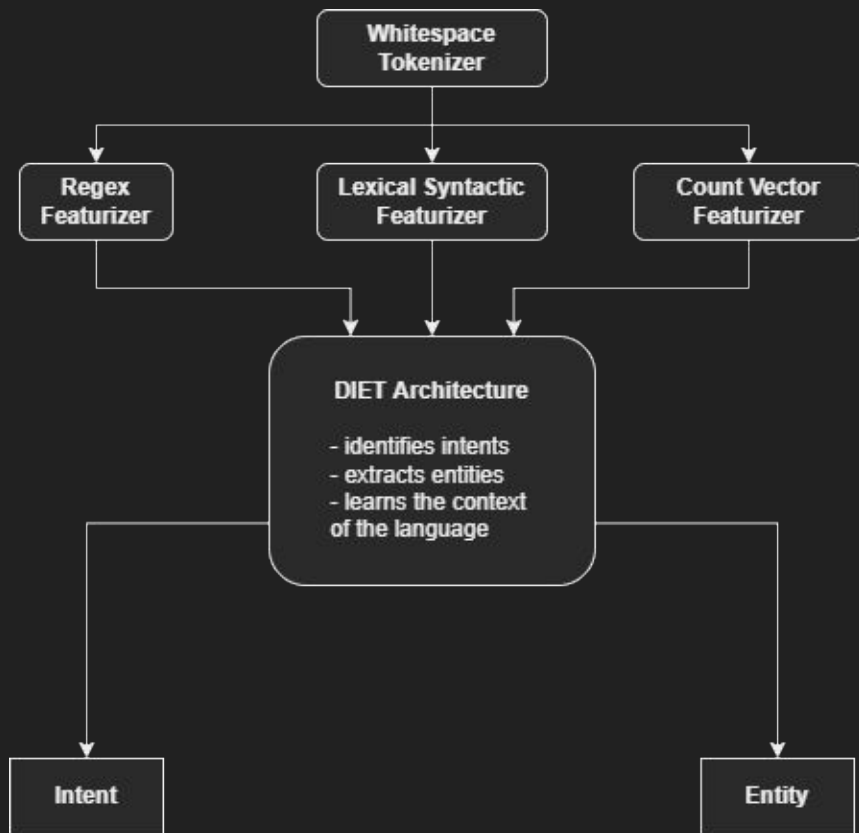 Whitespace
Tokenizer
Regex
Featurizer
Lexical Syntactic
Featurizer
Count Vector
Featurizer
DIET Architecture
- identifies intents
- extracts entities
- learns the context
of the language
Intent
Entity